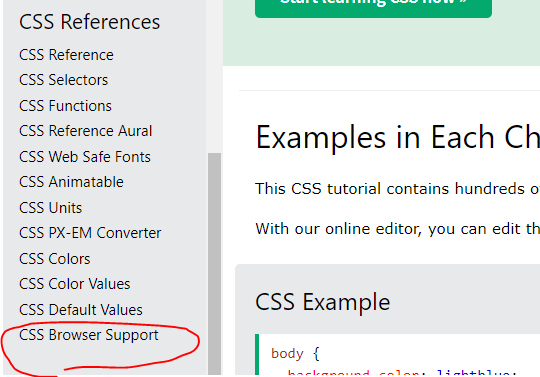 CSS References
CSS Reference
CSS Selectors
CSS Functions
CSS Reference Aural
CSS Web Safe Fonts
CSS Animatable
CSS Units
CSS PX-EM Converter
CSS Colors
CSS Color Values
CSS Default Values
CSS Browser Support
Start learning CSS now »
Examples in Each Ch
This CSS tutorial contains hundreds o
With our online editor, you can edit th
CSS Example
body {
background-color: lightblue;